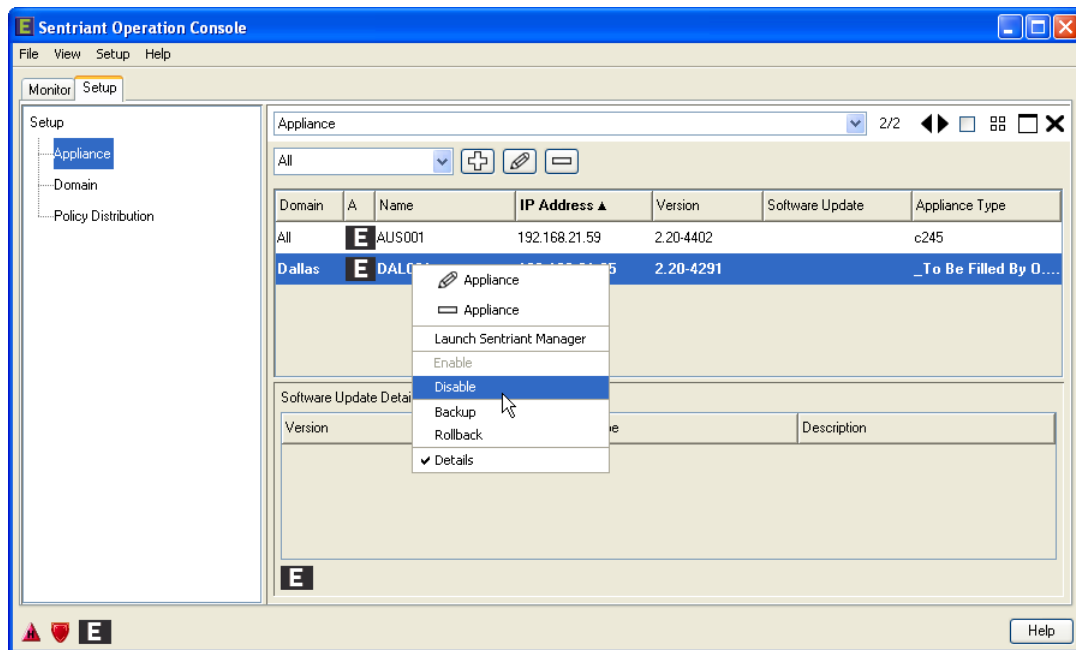 E Sentriant Operation Console
File View Setup Help
Monitor Setup
Setup
Appliance
Domain
Policy Distribution
Appliance 2/2
All
Domain A Name IP Address ▲ Version Software Update Appliance Type
All E AUS001 192.168.21.59 2.20-4402 c245
Dallas E 2.20-4291 _To Be Filled By O....
Appliance
Appliance
Launch Sentriant Manager
Enable
Disable
Backup
Rollback
✔ Details
Software Update
Version Description
E
E
Help